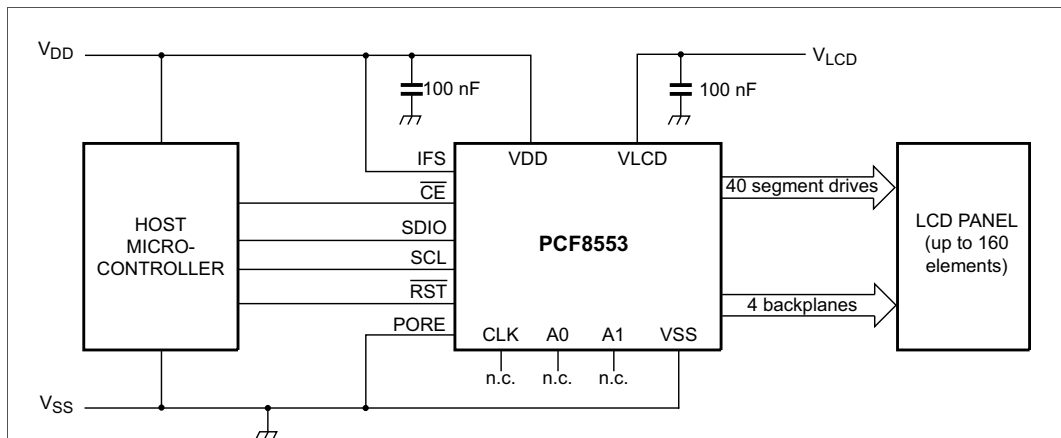 VDD
100 nF
VLCD
100 nF
IFS
VDD
VLCD
CE
40 segment drives
SDIO
HOST
MICRO-
CONTROLLER
PCF8553
LCD PANEL
(up to 160
elements)
SCL
RST
4 backplanes
PORE
CLK
A0
A1
VSS
n.c.
n.c.
n.c.
VSS